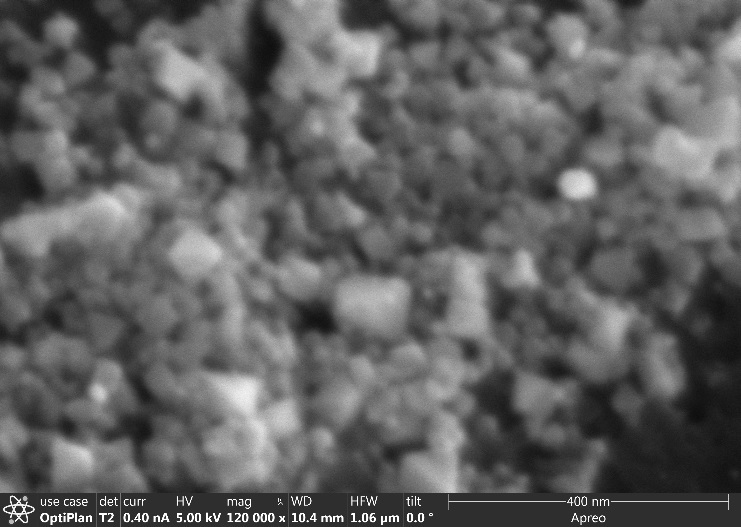 use case det curr HV mag WD HFW tilt 400 nm
OptiPlan T2 0.40 nA 5.00 kV 120 000 x 10.4 mm 1.06 µm 0.0 ° Apreo